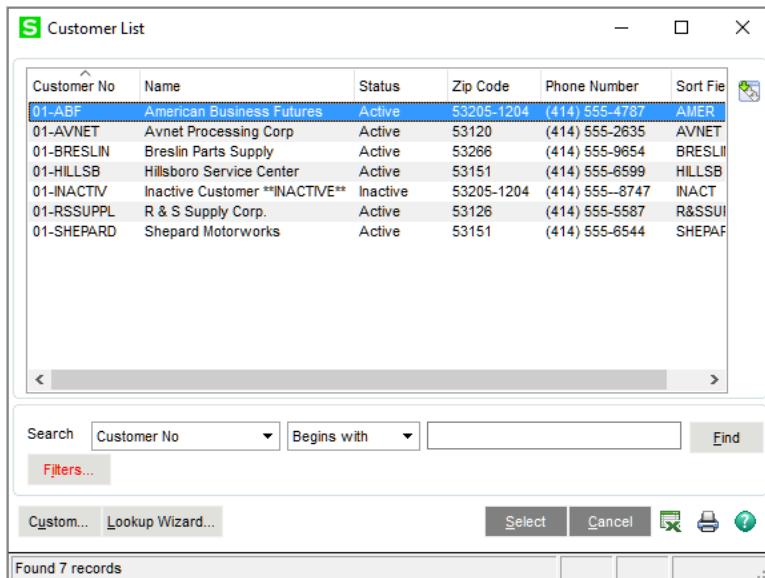 S Customer List
Customer No Name Status Zip Code Phone Number Sort Fie
01-ABF American Business Futures Active 53205-1204 (414) 555-4787 AMER
01-AVNET Avnet Processing Corp Active 53120 (414) 555-2635 AVNET
01-BRESLIN Breslin Parts Supply Active 53266 (414) 555-9654 BRESLI
01-HILLSB Hillsboro Service Center Active 53151 (414) 555-6599 HILLSB
01-INACTIV Inactive Customer **INACTIVE** Inactive 53205-1204 (414) 555--8747 INACT
01-RSSUPPL R & S Supply Corp. Active 53126 (414) 555-5587 R&SSU
01-SHEPARD Shepard Motorworks Active 53151 (414) 555-6544 SHEPAR
Search Customer No Begins with Find
Filters...
Custom... Lookup Wizard... Select Cancel ?
Found 7 records